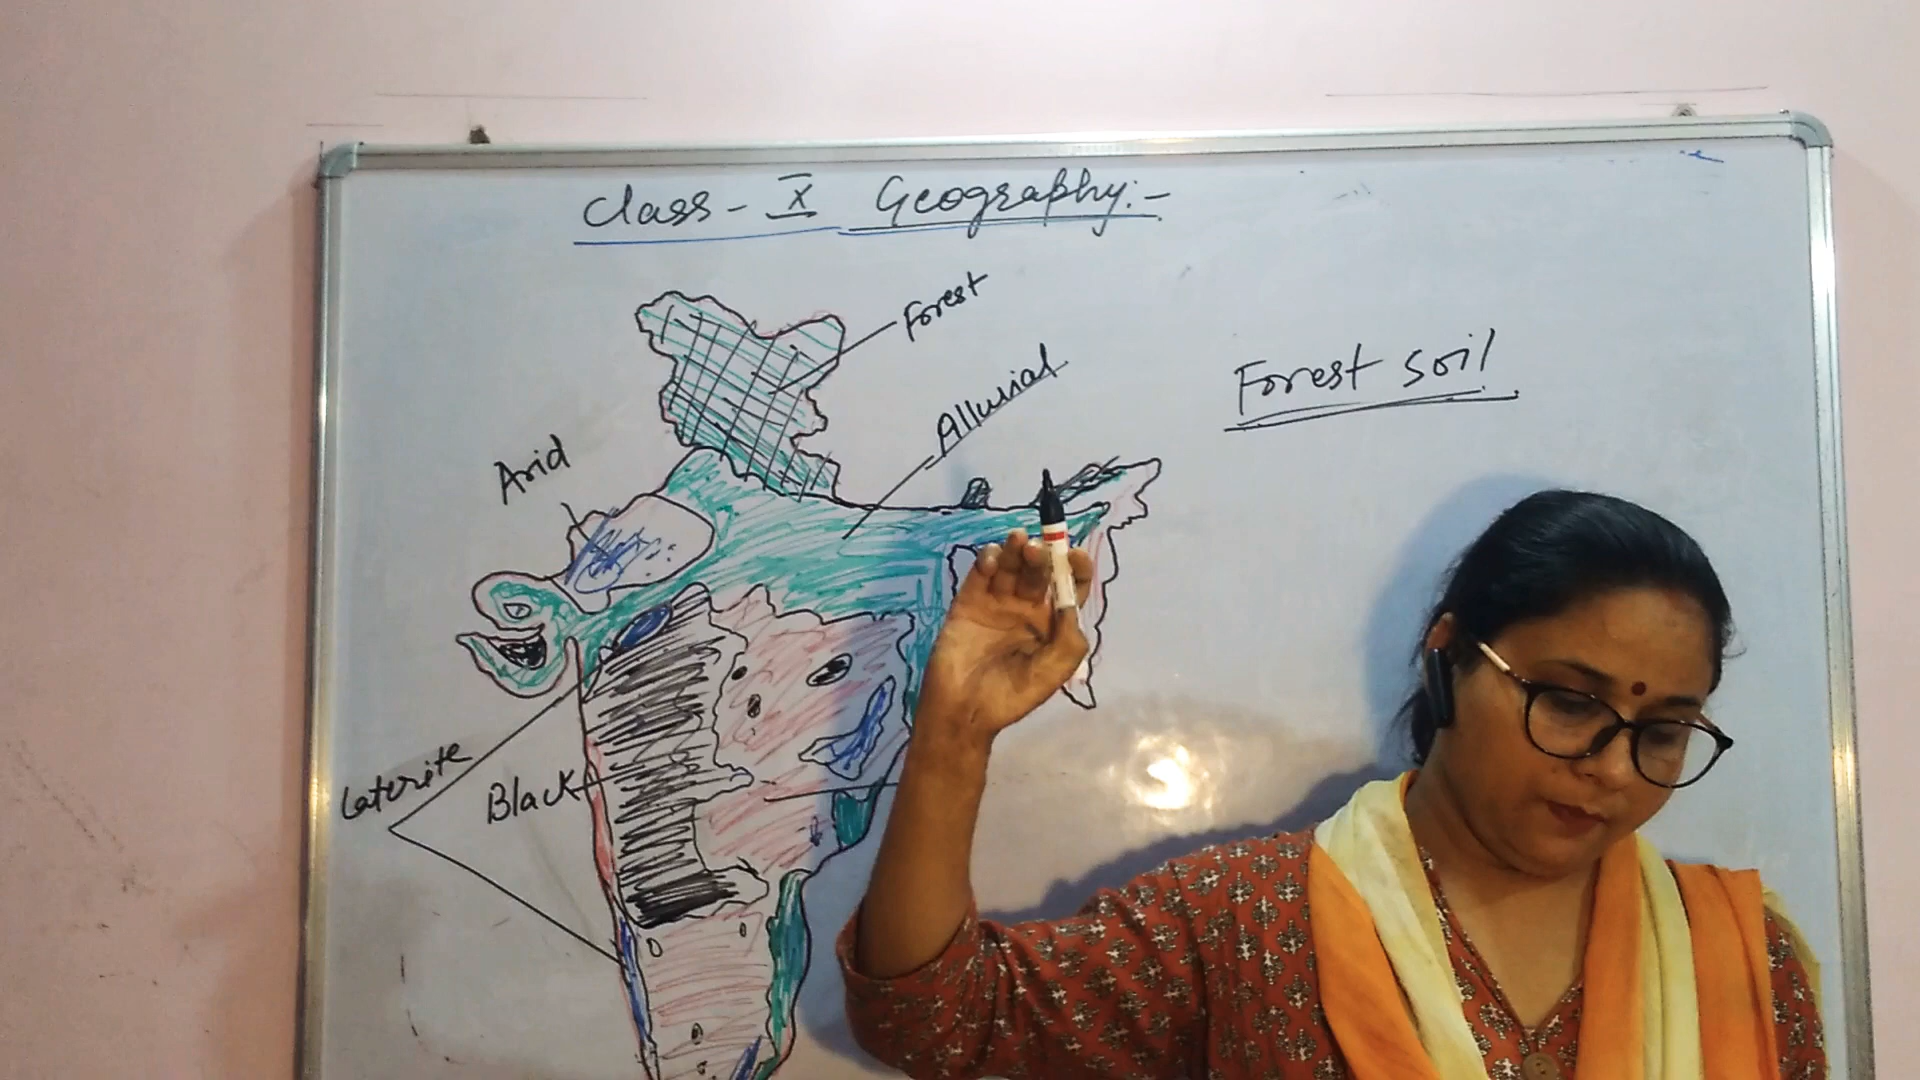 Class - X Geography:-
Forest
Alluvial
Forest soil
Arid
Laterite
Black